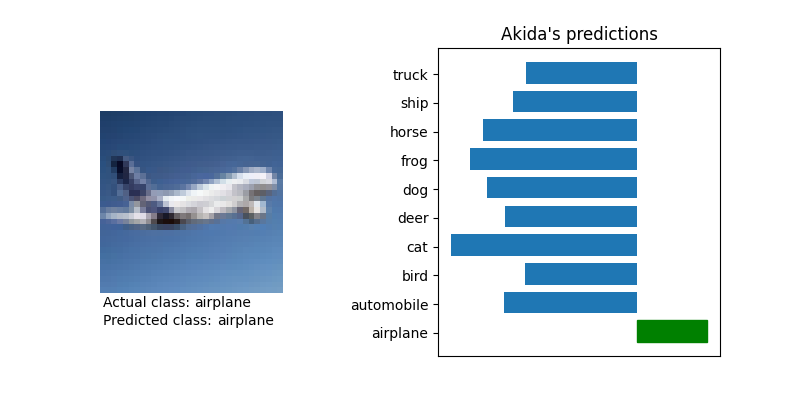 Akida's predictions
truck
ship
horse
frog
dog
deer
cat
bird
automobile
airplane
Actual class: airplane
Predicted class: airplane